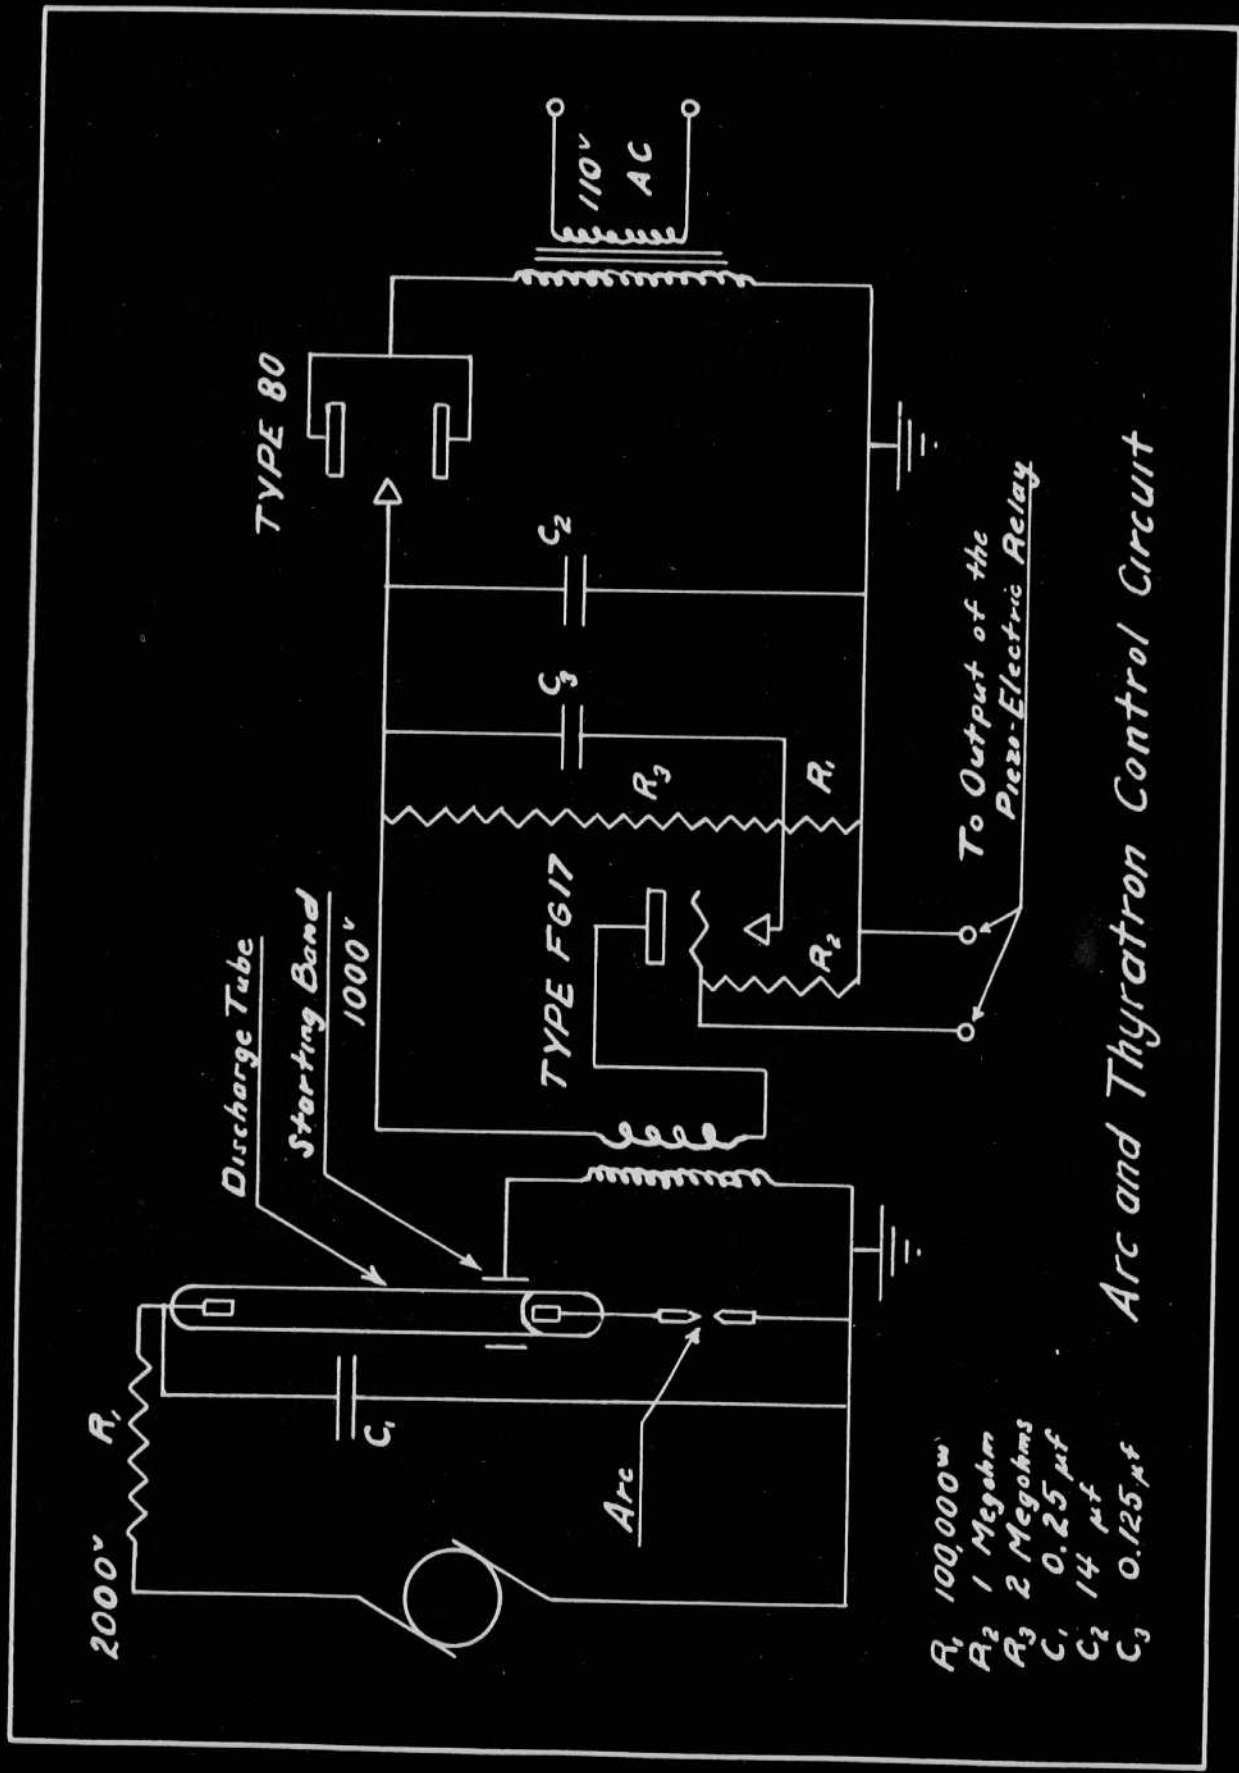 2000v
R1
Discharge Tube
Starting Band
1000v
TYPE 80
110v
AC
C1
Arc
TYPE FG17
R3
C3
C2
R2
R1
To Output of the
Piezo-Electric Relay
R1 100,000ω
R2 1 Megohm
R3 2 Megohms
C1 0.25 μf
C2 14 μf
C3 0.125 μf
Arc and Thyratron Control Circuit